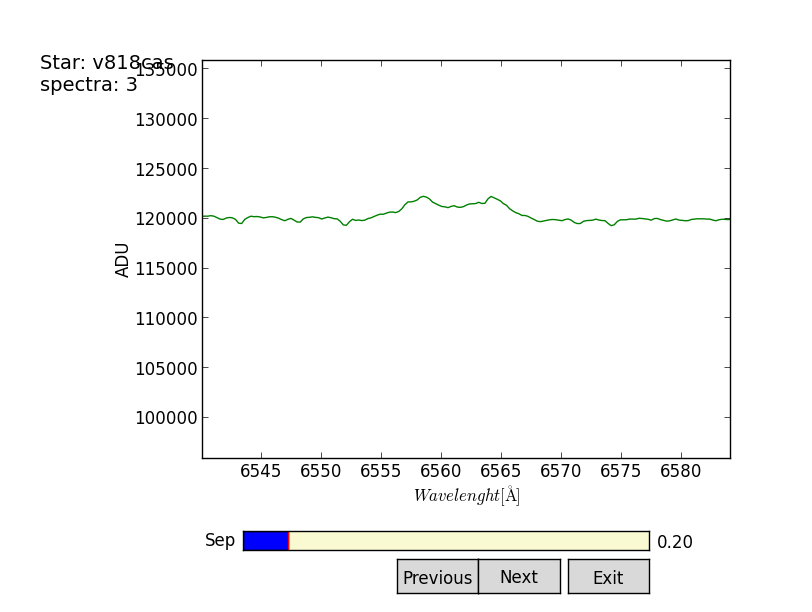 Star: v818cas
spectra: 3
135000
130000
125000
120000
115000
110000
105000
100000
ADU
6545 6550 6555 6560 6565 6570 6575 6580
Wavelenght[Å]
Sep 0.20
Previous Next Exit